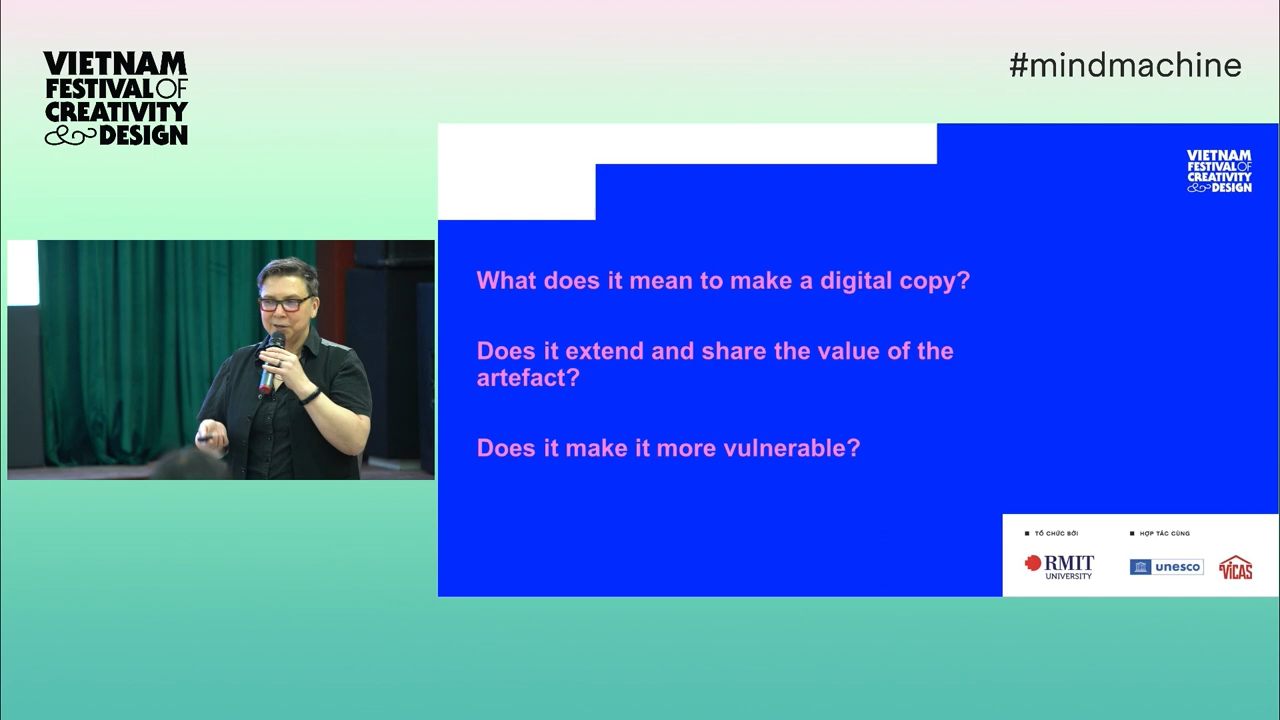 VIETNAM
FESTIVAL OF
CREATIVITY
& DESIGN
#mindmachine
VIETNAM
FESTIVAL OF
CREATIVITY
& DESIGN
What does it mean to make a digital copy?
Does it extend and share the value of the
artefact?
Does it make it more vulnerable?
TỔ CHỨC BỞI
HỢP TÁC CÙNG
RMIT
UNIVERSITY
unesco
VICAS